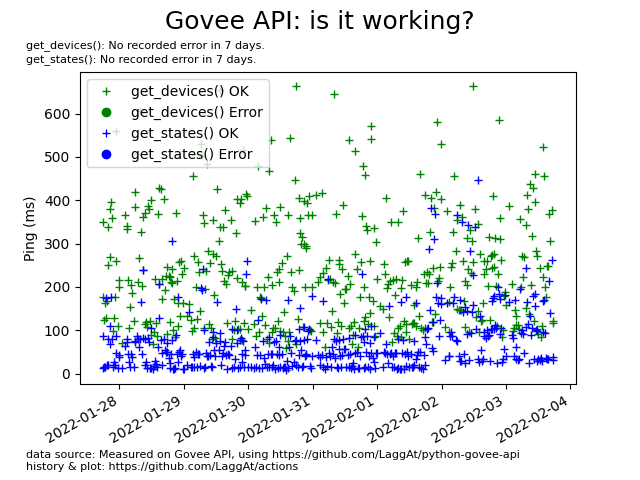 Govee API: is it working?
get_devices(): No recorded error in 7 days.
get_states(): No recorded error in 7 days.
get_devices() OK
get_devices() Error
get_states() OK
get_states() Error
Ping (ms)
600
500
400
300
200
100
0
2022-01-28
2022-01-29
2022-01-30
2022-01-31
2022-02-01
2022-02-02
2022-02-03
2022-02-04
data source: Measured on Govee API, using https://github.com/LaggAt/python-govee-api
history & plot: https://github.com/LaggAt/actions